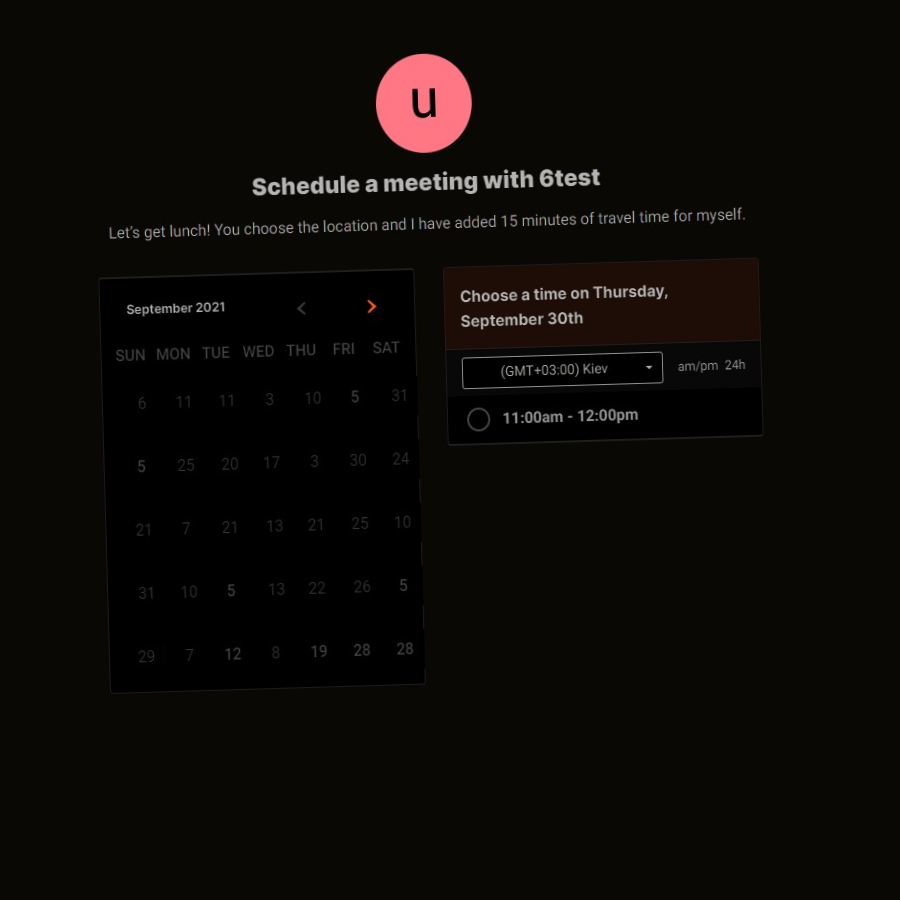 u
Schedule a meeting with 6test
Let's get lunch! You choose the location and I have added 15 minutes of travel time for myself.
September 2021
SUN MON TUE WED THU FRI SAT
6 11 11 3 10 5 31
5 25 20 17 3 30 24
21 7 21 13 21 25 10
31 10 5 13 22 26 5
29 7 12 8 19 28 28
Choose a time on Thursday,
September 30th
(GMT+03:00) Kiev
am/pm 24h
11:00am - 12:00pm